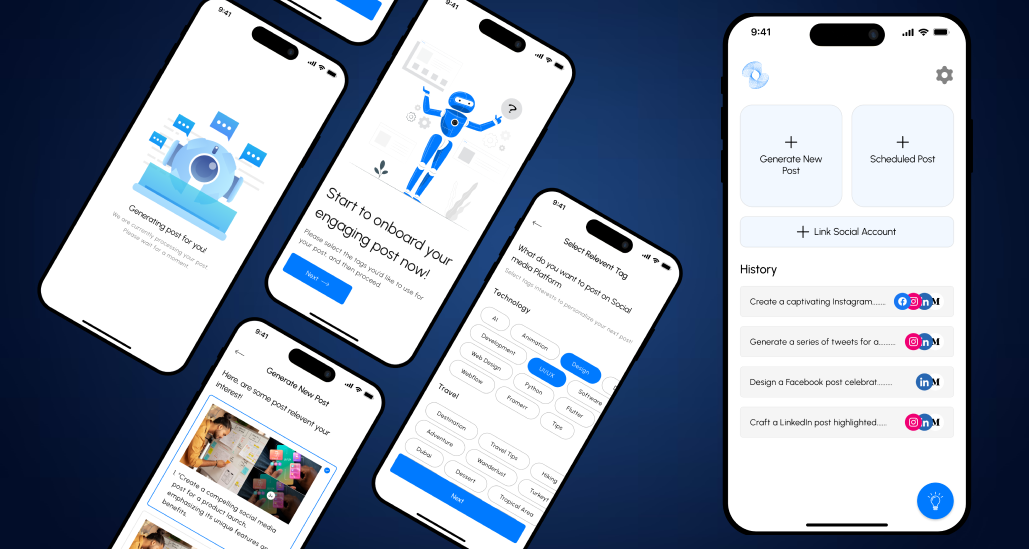 9:41
Generating post for you!
We are currently processing your post
Please wait for a moment.
9:41
Start to onboard your
engaging post now!
Please select the tags you'd like to use for
your post, and then proceed.
Next →
9:41
Generate New Post
Here, are some post relevent your
interest!
1. "Create a compelling social media
post for a product launch,
emphasizing its unique features an
benefits.
9:41
Select Relevent Tag
What do you want to post on Social
media Platform
Select tags interests to personalize your next post!
Technology
AI
Animation
Design
Development
UI/UX
Software
Web Design
Python
Flutter
Webflow
Framerr
Tips
Travel
Destination
Travel Tips
Hiking
Adventure
Wanderlust
Turkey
Dubai
Dessert
Tropical Area
Next
9:41
Generate New
Post
Scheduled Post
Link Social Account
History
Create a captivating Instagram.......
Generate a series of tweets for a.........
Design a Facebook post celebrat........
Craft a LinkedIn post highlighted......